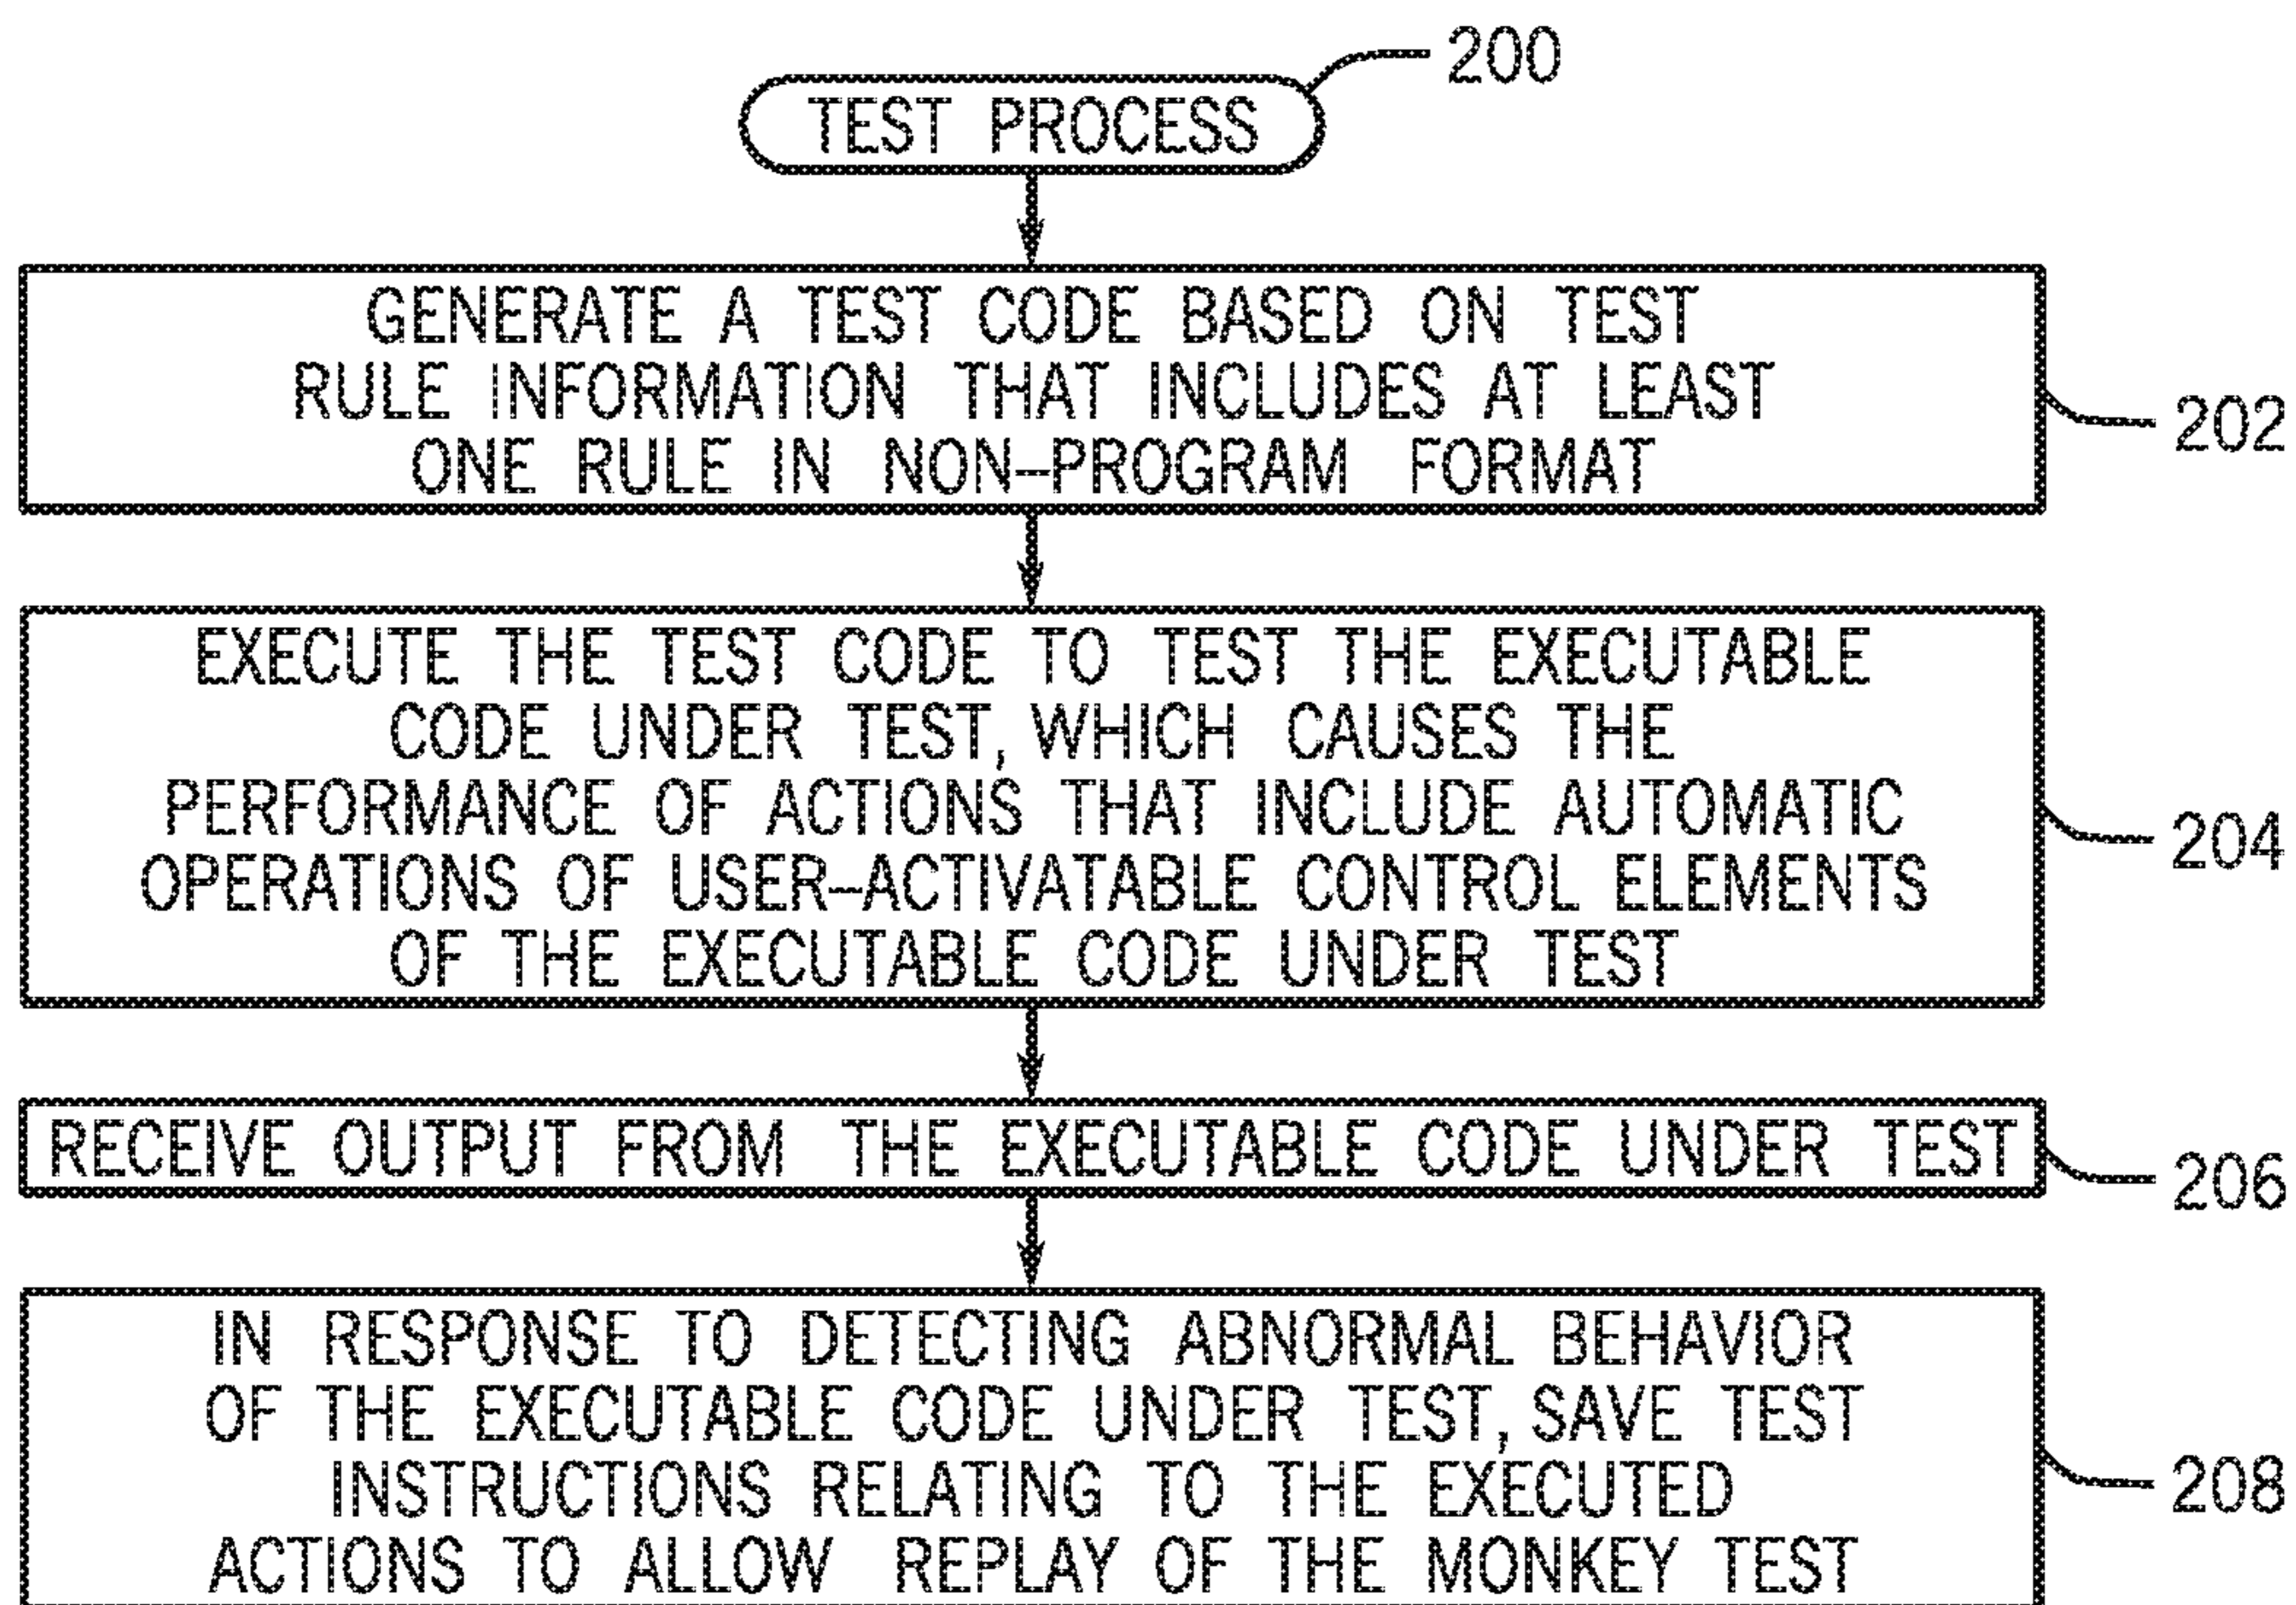 200
TEST PROCESS
GENERATE A TEST CODE BASED ON TEST
RULE INFORMATION THAT INCLUDES AT LEAST
ONE RULE IN NON-PROGRAM FORMAT
202
EXECUTE THE TEST CODE TO TEST THE EXECUTABLE
CODE UNDER TEST, WHICH CAUSES THE
PERFORMANCE OF ACTIONS THAT INCLUDE AUTOMATIC
OPERATIONS OF USER-ACTIVATABLE CONTROL ELEMENTS
OF THE EXECUTABLE CODE UNDER TEST
204
RECEIVE OUTPUT FROM THE EXECUTABLE CODE UNDER TEST
206
IN RESPONSE TO DETECTING ABNORMAL BEHAVIOR
OF THE EXECUTABLE CODE UNDER TEST, SAVE TEST
INSTRUCTIONS RELATING TO THE EXECUTED
ACTIONS TO ALLOW REPLAY OF THE MONKEY TEST
208